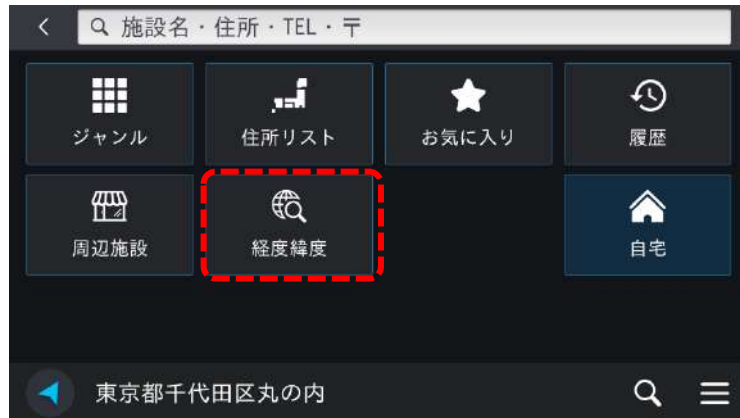 施設名・住所・TEL・〒
ジャンル
住所リスト
お気に入り
履歴
周辺施設
経度緯度
自宅
東京都千代田区丸の内